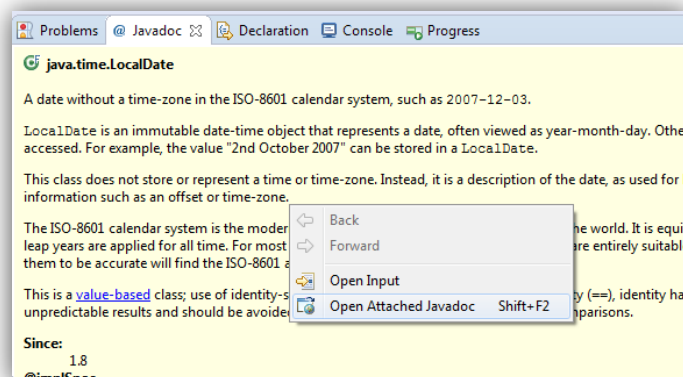 Problems @ Javadoc Declaration Console Progress
java.time.LocalDate
A date without a time-zone in the ISO-8601 calendar system, such as 2007-12-03.
LocalDate is an immutable date-time object that represents a date, often viewed as year-month-day. Othe
accessed. For example, the value "2nd October 2007" can be stored in a LocalDate.
This class does not store or represent a time or time-zone. Instead, it is a description of the date, as used for
information such as an offset or time-zone.
The ISO-8601 calendar system is the moder he world. It is equi
leap years are applied for all time. For most are entirely suitabl
them to be accurate will find the ISO-8601 a
This is a value-based class; use of identity-s y (==), identity ha
unpredictable results and should be avoide parisons.
Back
Forward
Open Input
Open Attached Javadoc Shift+F2
Since:
1.8
@implSpec